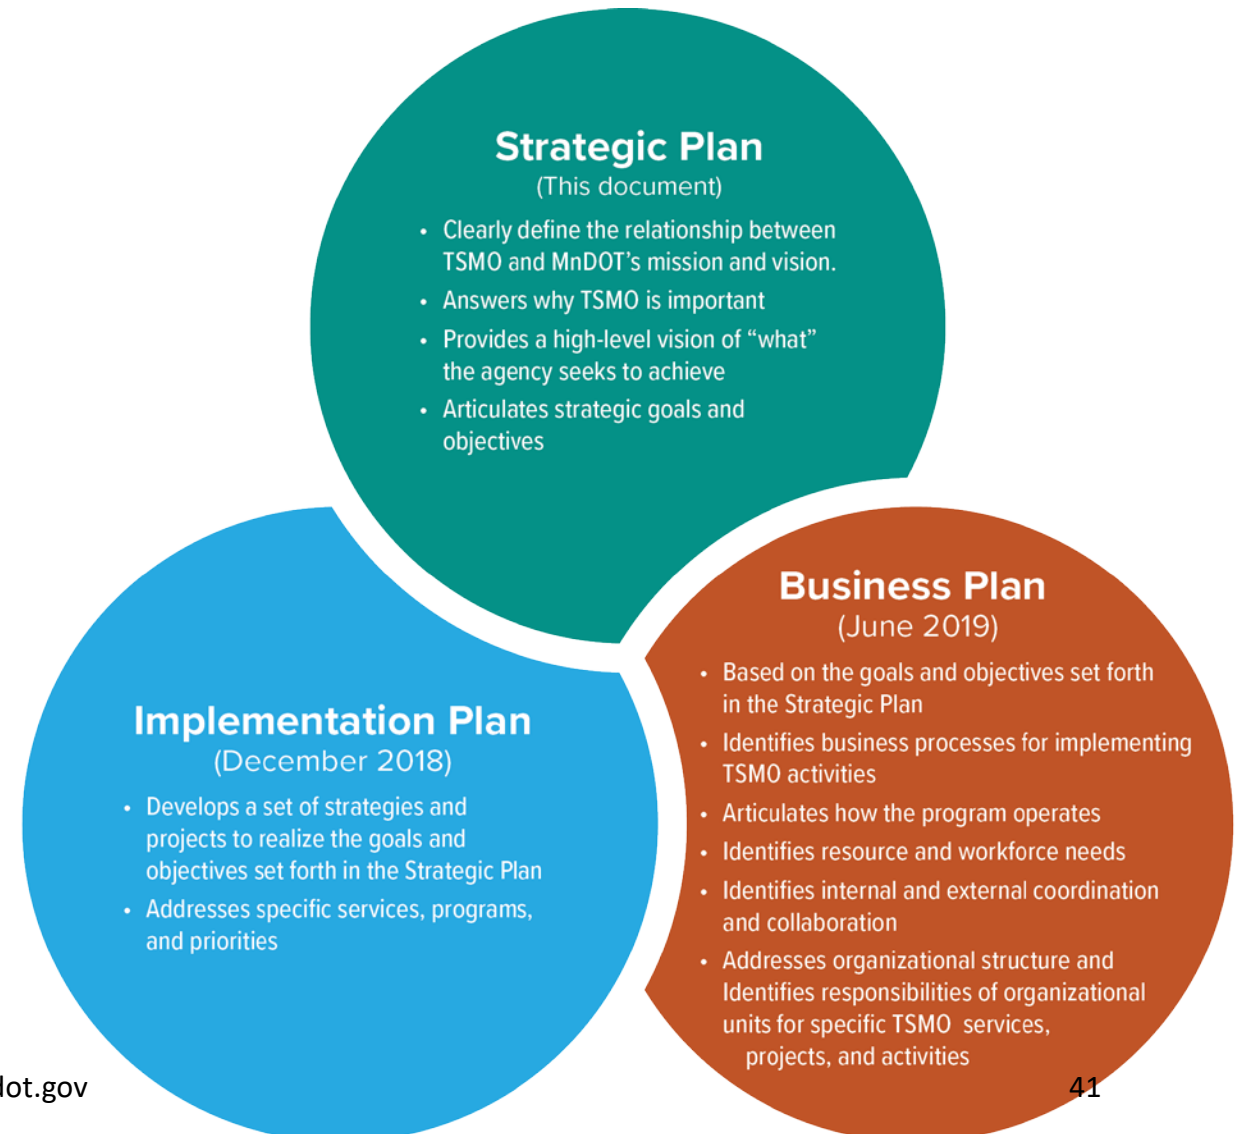 Strategic Plan
(This document)
• Clearly define the relationship between
TSMO and MnDOT's mission and vision.
• Answers why TSMO is important
• Provides a high-level vision of “what”
the agency seeks to achieve
• Articulates strategic goals and
objectives
Implementation Plan
(December 2018)
• Develops a set of strategies and
projects to realize the goals and
objectives set forth in the Strategic Plan
• Addresses specific services, programs,
and priorities
Business Plan
(June 2019)
• Based on the goals and objectives set forth
in the Strategic Plan
• Identifies business processes for implementing
TSMO activities
• Articulates how the program operates
• Identifies resource and workforce needs
• Identifies internal and external coordination
and collaboration
• Addresses organizational structure and
Identifies responsibilities of organizational
units for specific TSMO services,
projects, and activities
dot.gov
41